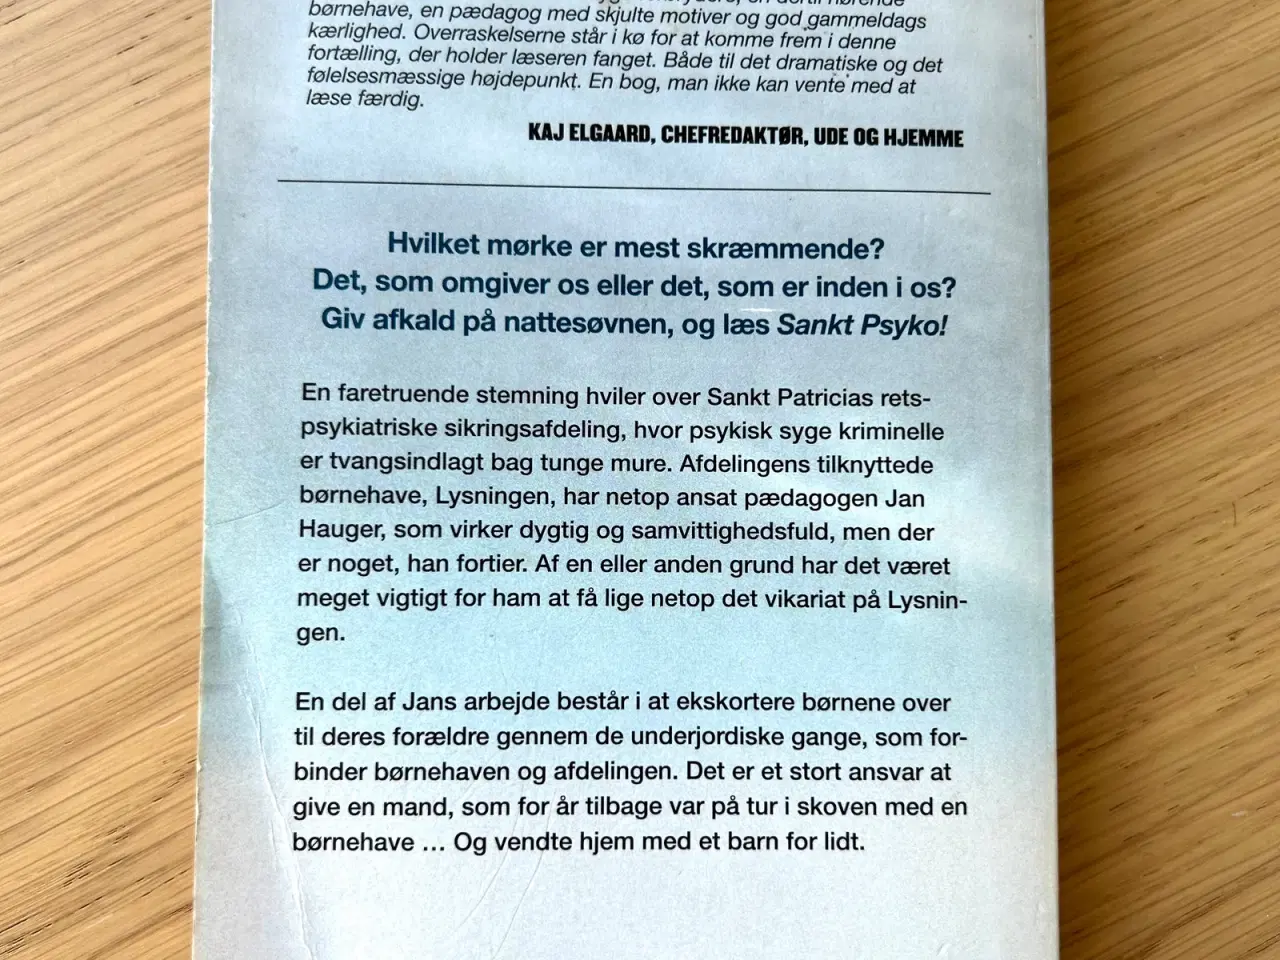 børnehave, en pædagog med skjulte motiver og god gammeldags
kærlighed. Overraskelserne står i kø for at komme frem i denne
fortælling, der holder læseren fanget. Både til det dramatiske og det
følelsesmæssige højdepunkt. En bog, man ikke kan vente med at
læse færdig.
KAJ ELGAARD, CHEFREDAKTØR, UDE OG HJEMME
Hvilket mørke er mest skræmmende?
Det, som omgiver os eller det, som er inden i os?
Giv afkald på nattesøvnen, og læs Sankt Psyko!
En faretruende stemning hviler over Sankt Patricias rets-
psykiatriske sikringsafdeling, hvor psykisk syge kriminelle
er tvangsindlagt bag tunge mure. Afdelingens tilknyttede
børnehave, Lysningen, har netop ansat pædagogen Jan
Hauger, som virker dygtig og samvittighedsfuld, men der
er noget, han fortier. Af en eller anden grund har det været
meget vigtigt for ham at få lige netop det vikariat på Lysnin-
gen.
En del af Jans arbejde består i at ekskortere børnene over
til deres forældre gennem de underjordiske gange, som for-
binder børnehaven og afdelingen. Det er et stort ansvar at
give en mand, som for år tilbage var på tur i skoven med en
børnehave … Og vendte hjem med et barn for lidt.